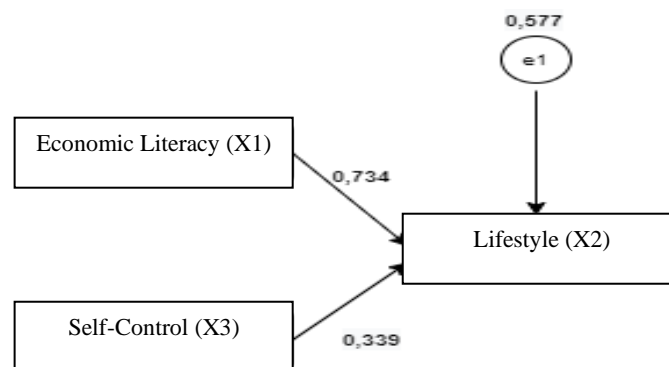 0,577
e1
Economic Literacy (X1)
0,734
Lifestyle (X2)
Self-Control (X3)
0,339